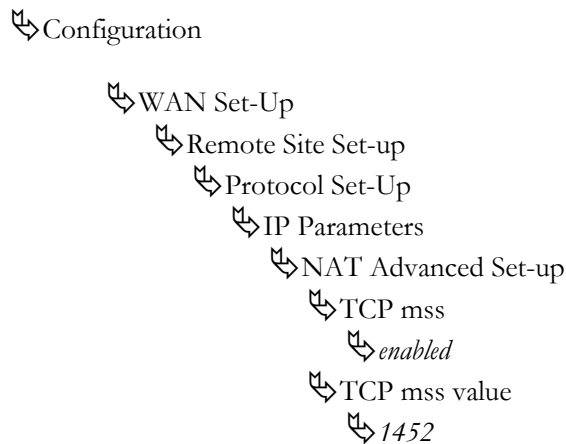 Configuration
WAN Set-Up
Remote Site Set-up
Protocol Set-Up
IP Parameters
NAT Advanced Set-up
TCP mss
enabled
TCP mss value
1452